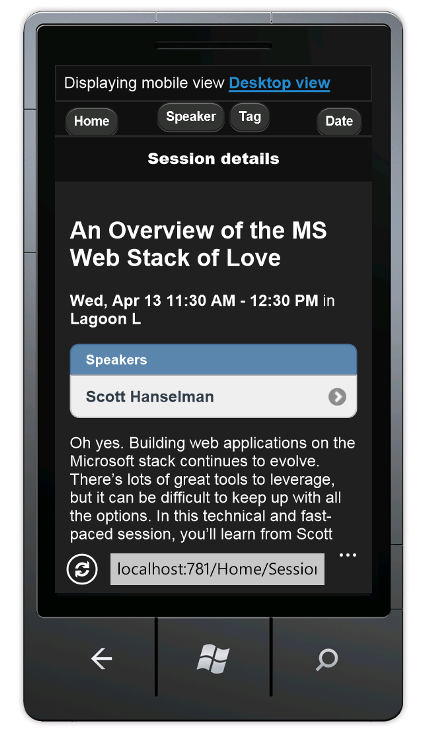 Displaying mobile view Desktop view
Home Speaker Tag Date
Session details
An Overview of the MS
Web Stack of Love
Wed, Apr 13 11:30 AM - 12:30 PM in
Lagoon L
Speakers
Scott Hanselman
Oh yes. Building web applications on the
Microsoft stack continues to evolve.
There's lots of great tools to leverage,
but it can be difficult to keep up with all
the options. In this technical and fast-
paced session, you'll learn from Scott
localhost:781/Home/Session